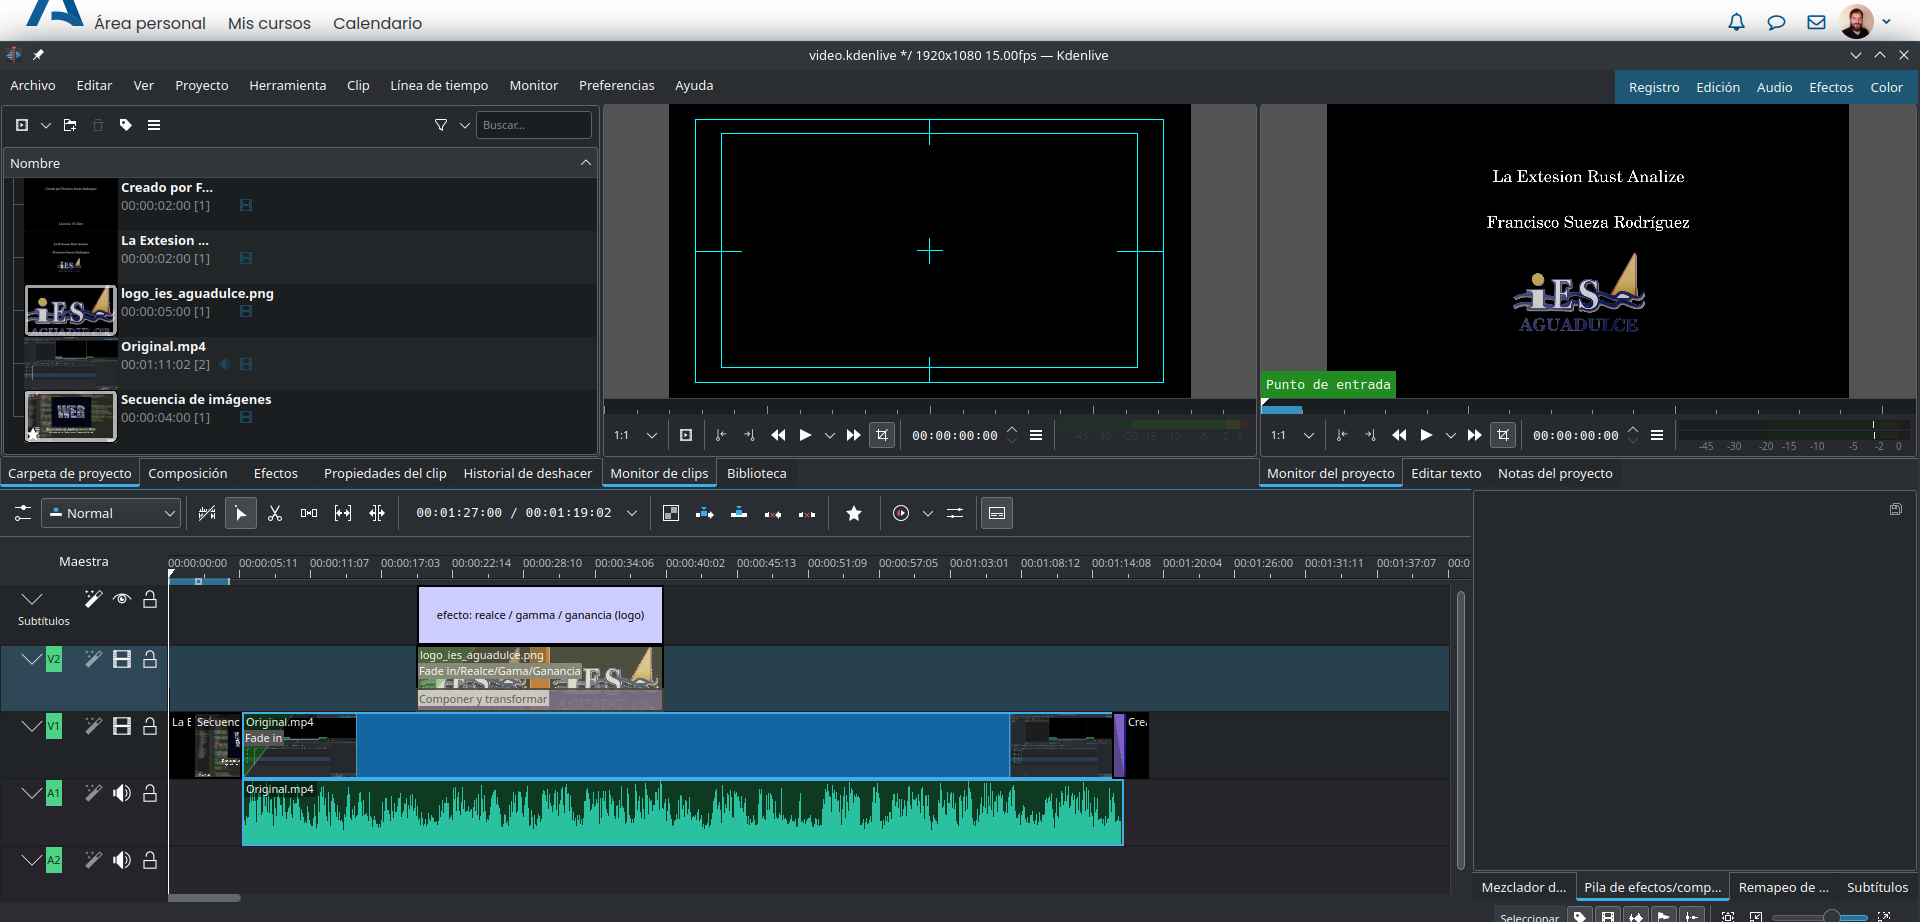 Área personal Mis cursos Calendario
video.kdenlive */ 1920x1080 15.00fps — Kdenlive
Archivo Editar Ver Proyecto Herramienta Clip Línea de tiempo Monitor Preferencias Ayuda
Registro Edición Audio Efectos Color
Buscar...
Nombre
Creado por F...
00:00:02:00 [1]
La Extesion ...
00:00:02:00 [1]
logo_ies_aguadulce.png
00:00:05:00 [1]
Original.mp4
00:01:11:02 [2]
Secuencia de imágenes
00:00:04:00 [1]
La Extesion Rust Analize
Francisco Sueza Rodríguez
iES
AGUADULCE
Punto de entrada
1:1 00:00:00:00 -45 -30 -20 -15 -10 -5 -2 0
1:1 00:00:00:00 -45 -30 -20 -15 -10 -5 -2 0
Carpeta de proyecto Composición Efectos Propiedades del clip Historial de deshacer
Monitor de clips Biblioteca
Monitor del proyecto Editar texto Notas del proyecto
Normal 00:01:27:00 / 00:01:19:02
Maestra
00:00:00:00 00:00:05:11 00:00:11:07 00:00:17:03 00:00:22:14 00:00:28:10 00:00:34:06 00:00:40:02 00:00:45:13 00:00:51:09 00:00:57:05 00:01:03:01 00:01:08:12 00:01:14:08 00:01:20:04 00:01:26:00 00:01:31:11 00:01:37:07 00:0
Subtítulos
efecto: realce / gamma / ganancia (logo)
V2
logo_ies_aguadulce.png
Fade in/Realce/Gama/Ganancia
Componer y transformar
V1
La E Secuenc Original.mp4 Crea
Fade in
A1
Original.mp4
A2
Mezclador d... Pila de efectos/comp... Remapeo de ... Subtítulos
Seleccionar